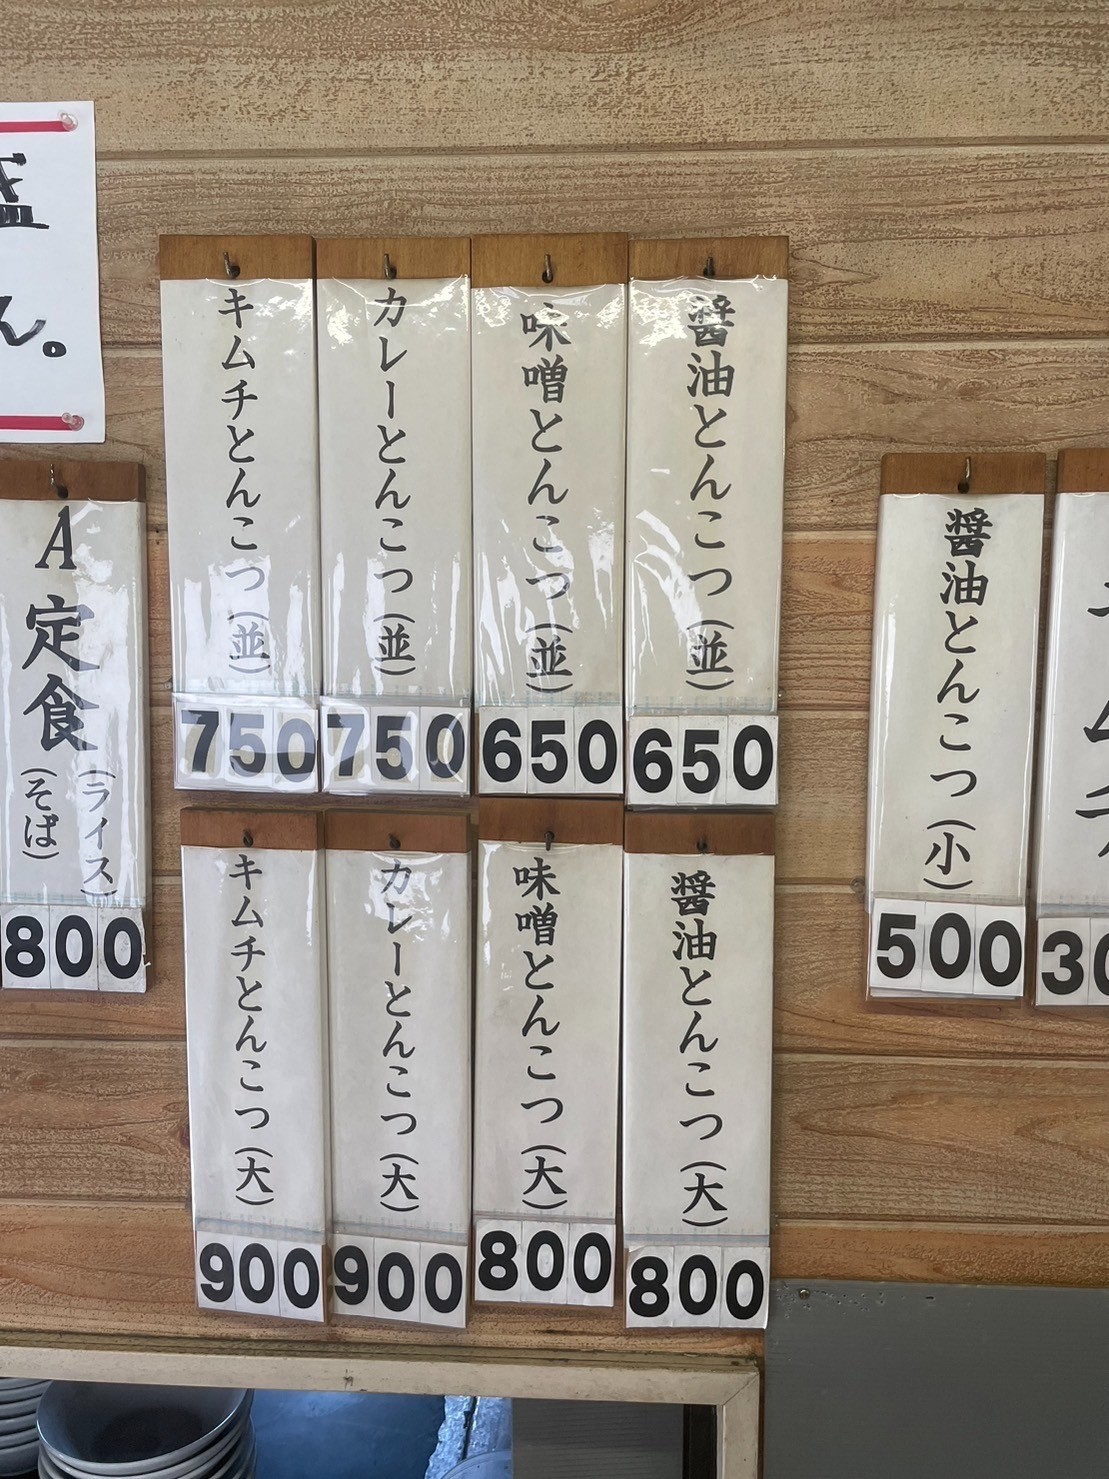 醤油とんこつ(小)
500
醤油とんこつ(並)
650
味噌とんこつ(並)
650
カレーとんこつ(並)
750
キムチとんこつ(並)
750
醤油とんこつ(大)
800
味噌とんこつ(大)
800
カレーとんこつ(大)
900
キムチとんこつ(大)
900
A定食
(ライス)
(そば)
800